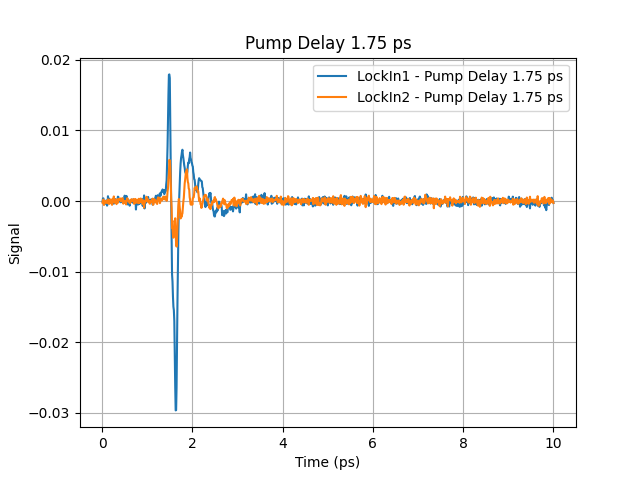 Pump Delay 1.75 ps
LockIn1 - Pump Delay 1.75 ps
LockIn2 - Pump Delay 1.75 ps
0.02
0.01
0.00
−0.01
−0.02
−0.03
Signal
0 2 4 6 8 10
Time (ps)